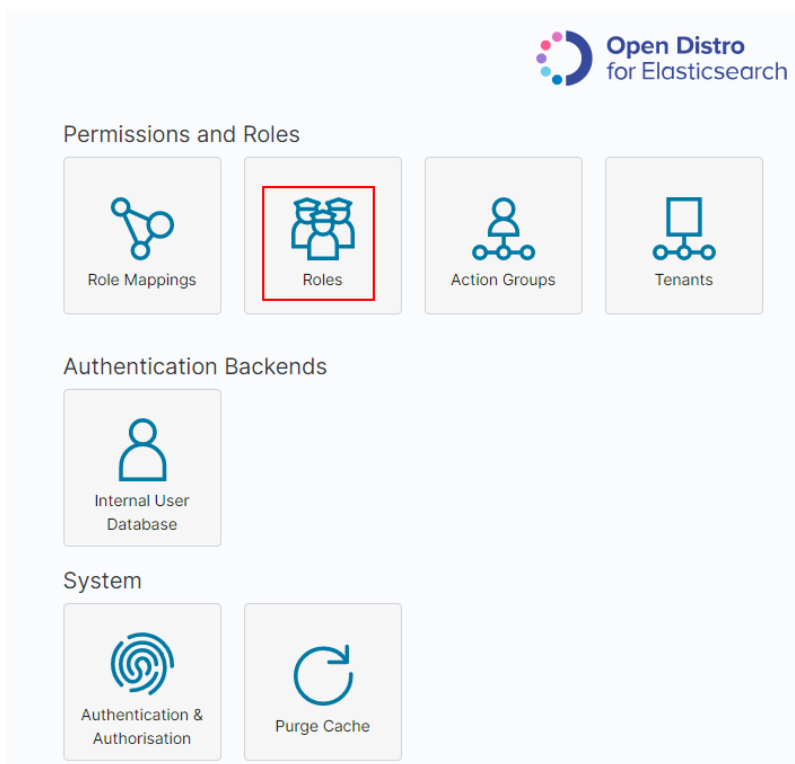 Open Distro
for Elasticsearch
Permissions and Roles
Role Mappings
Roles
Action Groups
Tenants
Authentication Backends
Internal User
Database
System
Authentication &
Authorisation
Purge Cache